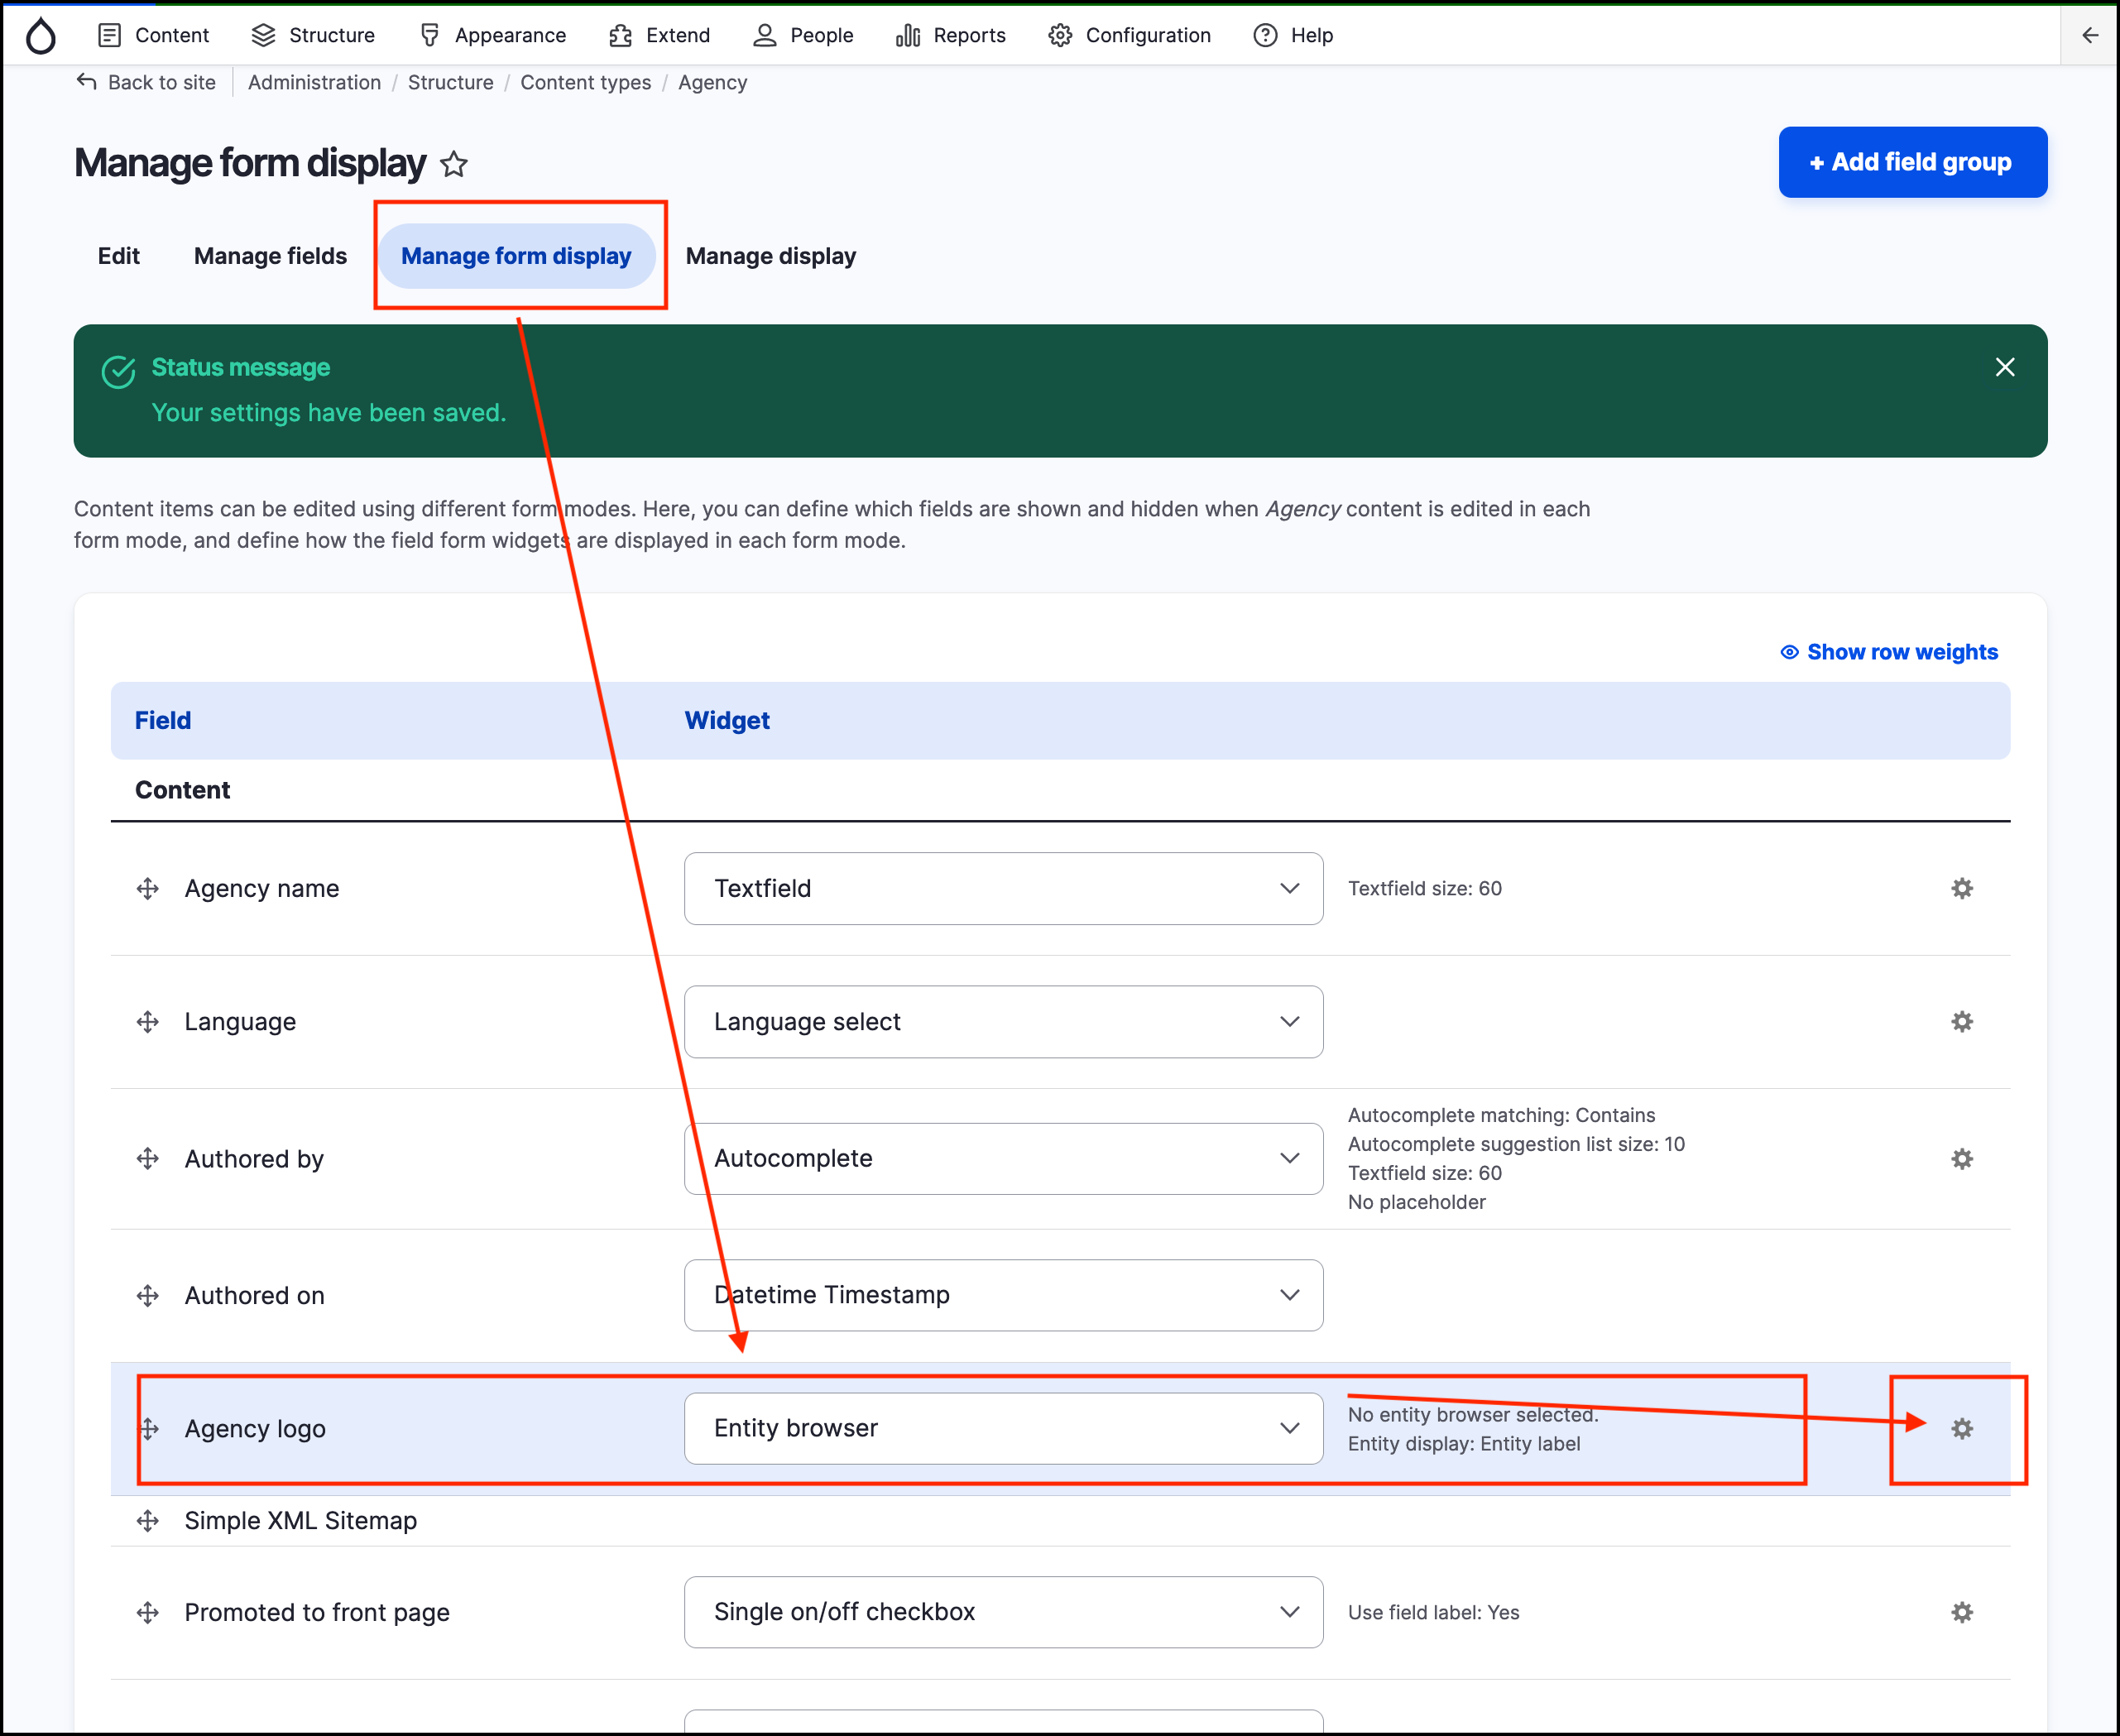 Content Structure Appearance Extend People Reports Configuration Help
Back to site Administration / Structure / Content types / Agency
Manage form display
+ Add field group
Edit Manage fields Manage form display Manage display
Status message
Your settings have been saved.
Content items can be edited using different form modes. Here, you can define which fields are shown and hidden when Agency content is edited in each
form mode, and define how the field form widgets are displayed in each form mode.
Show row weights
Field Widget
Content
Agency name Textfield Textfield size: 60
Language Language select
Authored by Autocomplete
Autocomplete matching: Contains
Autocomplete suggestion list size: 10
Textfield size: 60
No placeholder
Authored on Datetime Timestamp
Agency logo Entity browser
No entity browser selected.
Entity display: Entity label
Simple XML Sitemap
Promoted to front page Single on/off checkbox Use field label: Yes